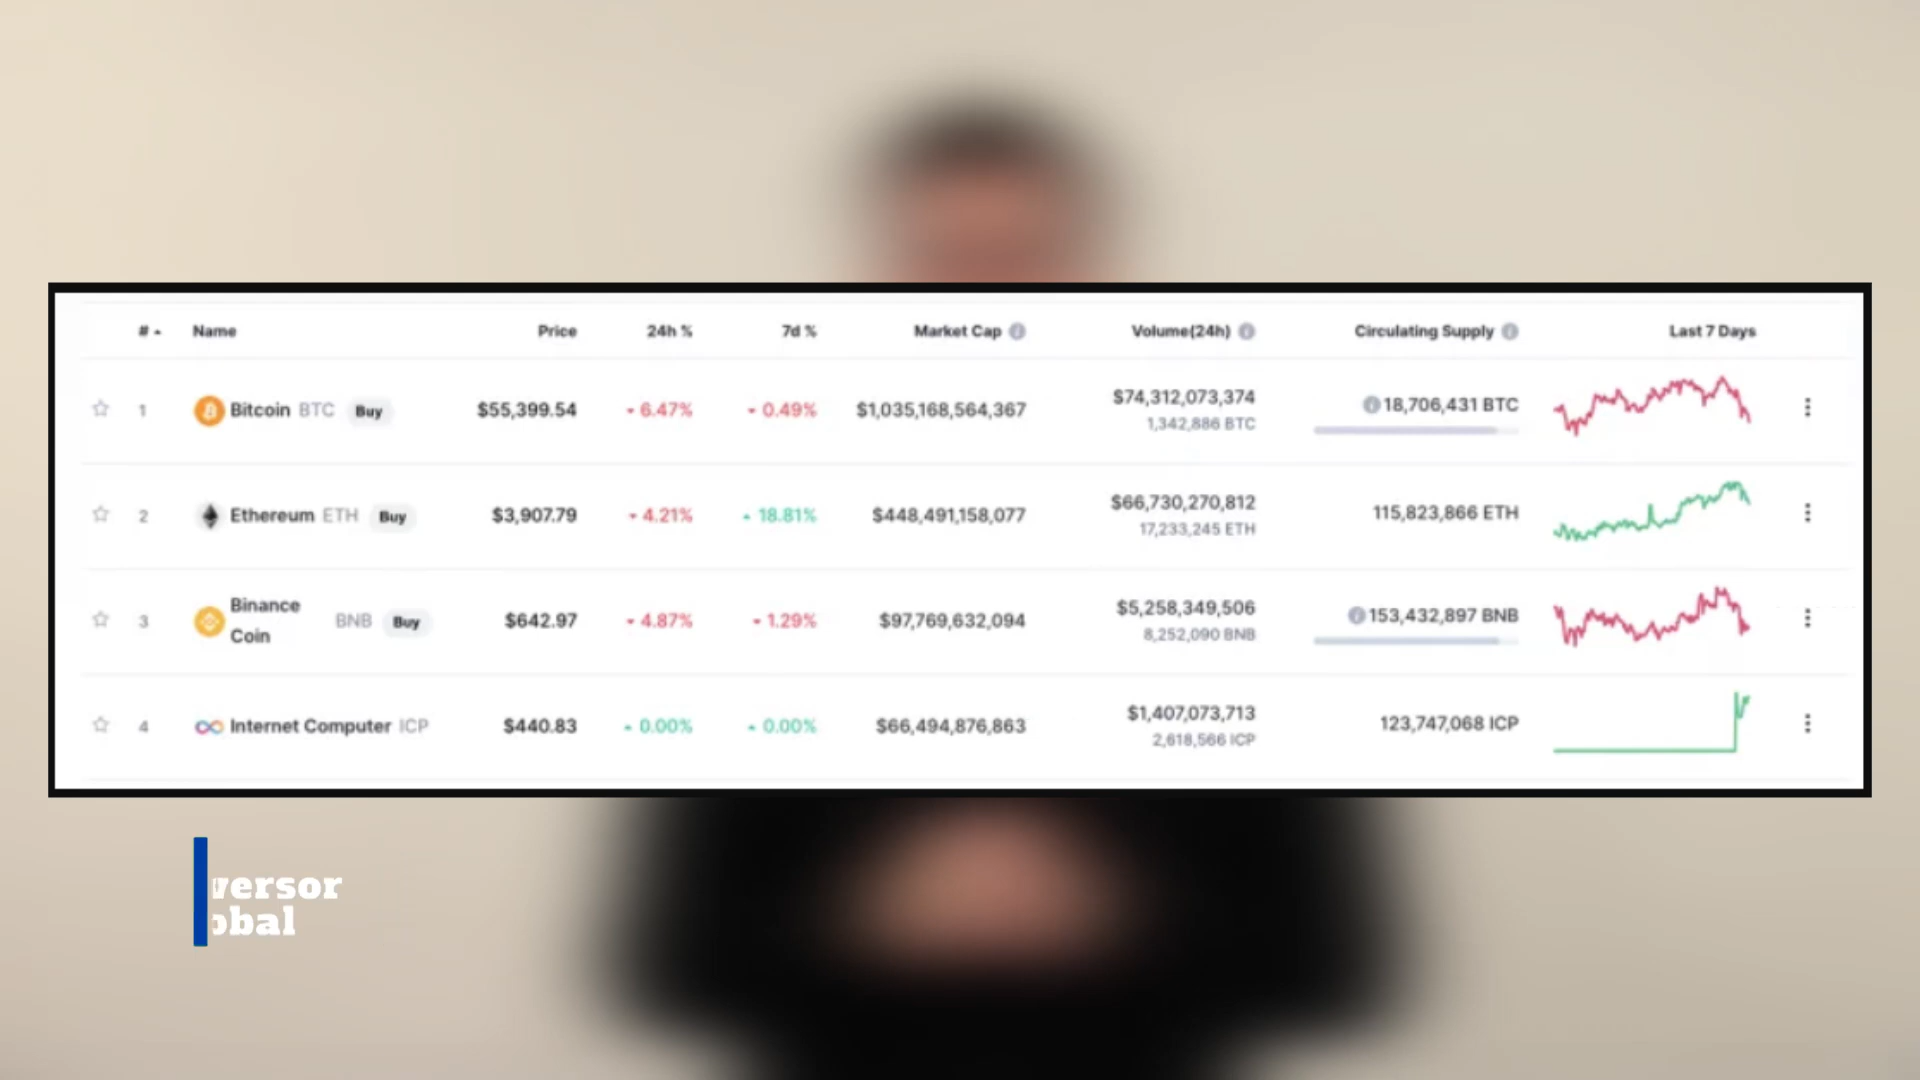 # Name Price 24h % 7d % Market Cap Volume(24h) Circulating Supply Last 7 Days
1 Bitcoin BTC Buy $55,399.54 6.47% 0.49% $1,035,168,564,367 $74,312,073,374 18,706,431 BTC
1,342,886 BTC
2 Ethereum ETH Buy $3,907.79 4.21% 18.81% $448,491,158,077 $66,730,270,812 115,823,866 ETH
17,233,245 ETH
3 Binance Coin BNB Buy $642.97 4.87% 1.29% $97,769,632,094 $5,258,349,506 153,432,897 BNB
8,252,090 BNB
4 Internet Computer ICP $440.83 0.00% 0.00% $66,494,876,863 $1,407,073,713 123,747,068 ICP
2,618,566 ICP
versor
obal